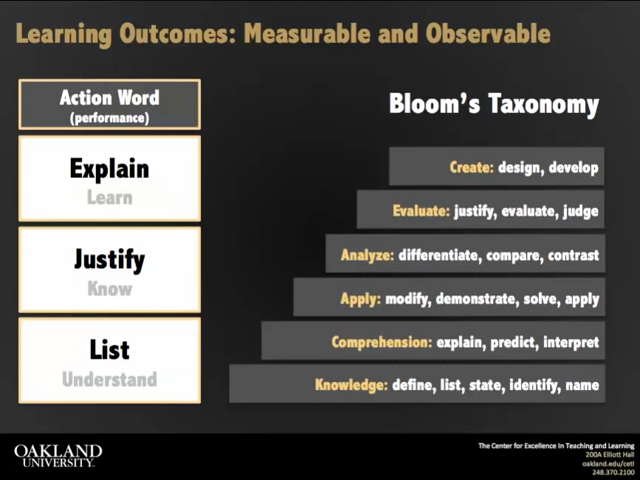 Learning Outcomes: Measurable and Observable
Action Word
(performance)
Explain
Learn
Justify
Know
List
Understand
Bloom's Taxonomy
Create: design, develop
Evaluate: justify, evaluate, judge
Analyze: differentiate, compare, contrast
Apply: modify, demonstrate, solve, apply
Comprehension: explain, predict, interpret
Knowledge: define, list, state, identify, name
OAKLAND
UNIVERSITY.
The Center for Excellence in Teaching and Learning
200A Elliott Hall
oakland.edu/cetl
248.370.2100